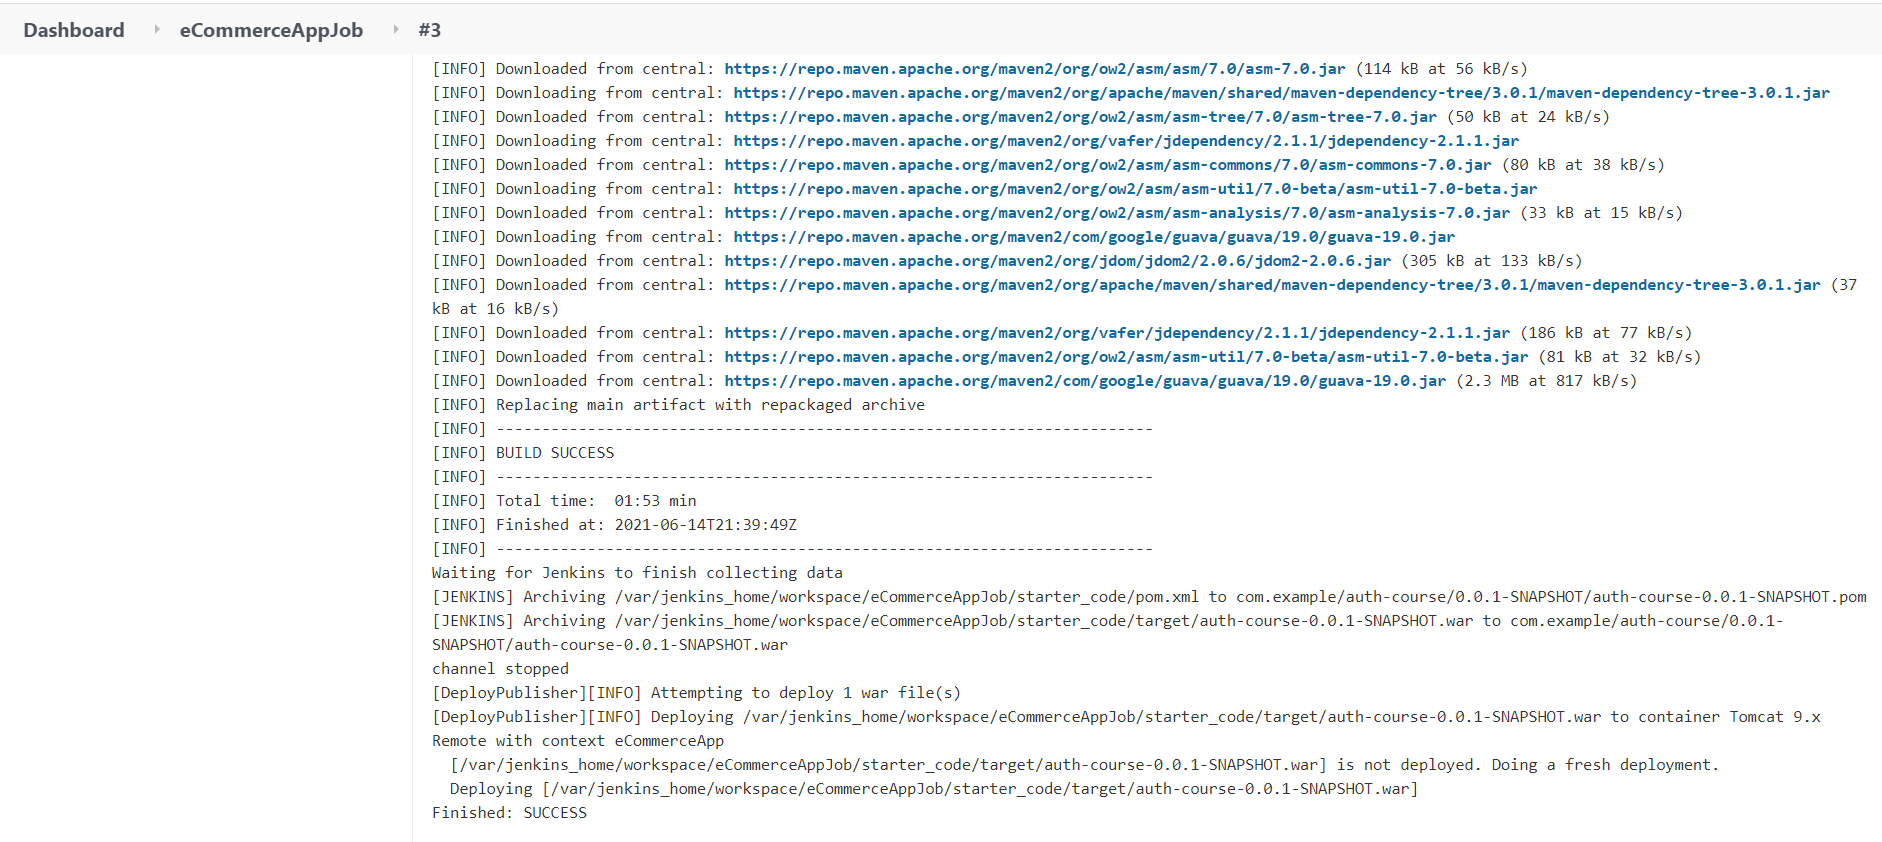 Dashboard eCommerceAppJob #3
[INFO] Downloaded from central: https://repo.maven.apache.org/maven2/org/ow2/asm/asm/7.0/asm-7.0.jar (114 kB at 56 kB/s)
[INFO] Downloading from central: https://repo.maven.apache.org/maven2/org/apache/maven/shared/maven-dependency-tree/3.0.1/maven-dependency-tree-3.0.1.jar
[INFO] Downloaded from central: https://repo.maven.apache.org/maven2/org/ow2/asm/asm-tree/7.0/asm-tree-7.0.jar (50 kB at 24 kB/s)
[INFO] Downloading from central: https://repo.maven.apache.org/maven2/org/vafer/jdependency/2.1.1/jdependency-2.1.1.jar
[INFO] Downloaded from central: https://repo.maven.apache.org/maven2/org/ow2/asm/asm-commons/7.0/asm-commons-7.0.jar (80 kB at 38 kB/s)
[INFO] Downloading from central: https://repo.maven.apache.org/maven2/org/ow2/asm/asm-util/7.0-beta/asm-util-7.0-beta.jar
[INFO] Downloaded from central: https://repo.maven.apache.org/maven2/org/ow2/asm/asm-analysis/7.0/asm-analysis-7.0.jar (33 kB at 15 kB/s)
[INFO] Downloading from central: https://repo.maven.apache.org/maven2/com/google/guava/guava/19.0/guava-19.0.jar
[INFO] Downloaded from central: https://repo.maven.apache.org/maven2/org/jdom/jdom2/2.0.6/jdom2-2.0.6.jar (305 kB at 133 kB/s)
[INFO] Downloaded from central: https://repo.maven.apache.org/maven2/org/apache/maven/shared/maven-dependency-tree/3.0.1/maven-dependency-tree-3.0.1.jar (37
kB at 16 kB/s)
[INFO] Downloaded from central: https://repo.maven.apache.org/maven2/org/vafer/jdependency/2.1.1/jdependency-2.1.1.jar (186 kB at 77 kB/s)
[INFO] Downloaded from central: https://repo.maven.apache.org/maven2/org/ow2/asm/asm-util/7.0-beta/asm-util-7.0-beta.jar (81 kB at 32 kB/s)
[INFO] Downloaded from central: https://repo.maven.apache.org/maven2/com/google/guava/guava/19.0/guava-19.0.jar (2.3 MB at 817 kB/s)
[INFO] Replacing main artifact with repackaged archive
[INFO] ------------------------------------------------------------------------
[INFO] BUILD SUCCESS
[INFO] ------------------------------------------------------------------------
[INFO] Total time:  01:53 min
[INFO] Finished at: 2021-06-14T21:39:49Z
[INFO] ------------------------------------------------------------------------
Waiting for Jenkins to finish collecting data
[JENKINS] Archiving /var/jenkins_home/workspace/eCommerceAppJob/starter_code/pom.xml to com.example/auth-course/0.0.1-SNAPSHOT/auth-course-0.0.1-SNAPSHOT.pom
[JENKINS] Archiving /var/jenkins_home/workspace/eCommerceAppJob/starter_code/target/auth-course-0.0.1-SNAPSHOT.war to com.example/auth-course/0.0.1-
SNAPSHOT/auth-course-0.0.1-SNAPSHOT.war
channel stopped
[DeployPublisher][INFO] Attempting to deploy 1 war file(s)
[DeployPublisher][INFO] Deploying /var/jenkins_home/workspace/eCommerceAppJob/starter_code/target/auth-course-0.0.1-SNAPSHOT.war to container Tomcat 9.x
Remote with context eCommerceApp
  [/var/jenkins_home/workspace/eCommerceAppJob/starter_code/target/auth-course-0.0.1-SNAPSHOT.war] is not deployed. Doing a fresh deployment.
  Deploying [/var/jenkins_home/workspace/eCommerceAppJob/starter_code/target/auth-course-0.0.1-SNAPSHOT.war]
Finished: SUCCESS